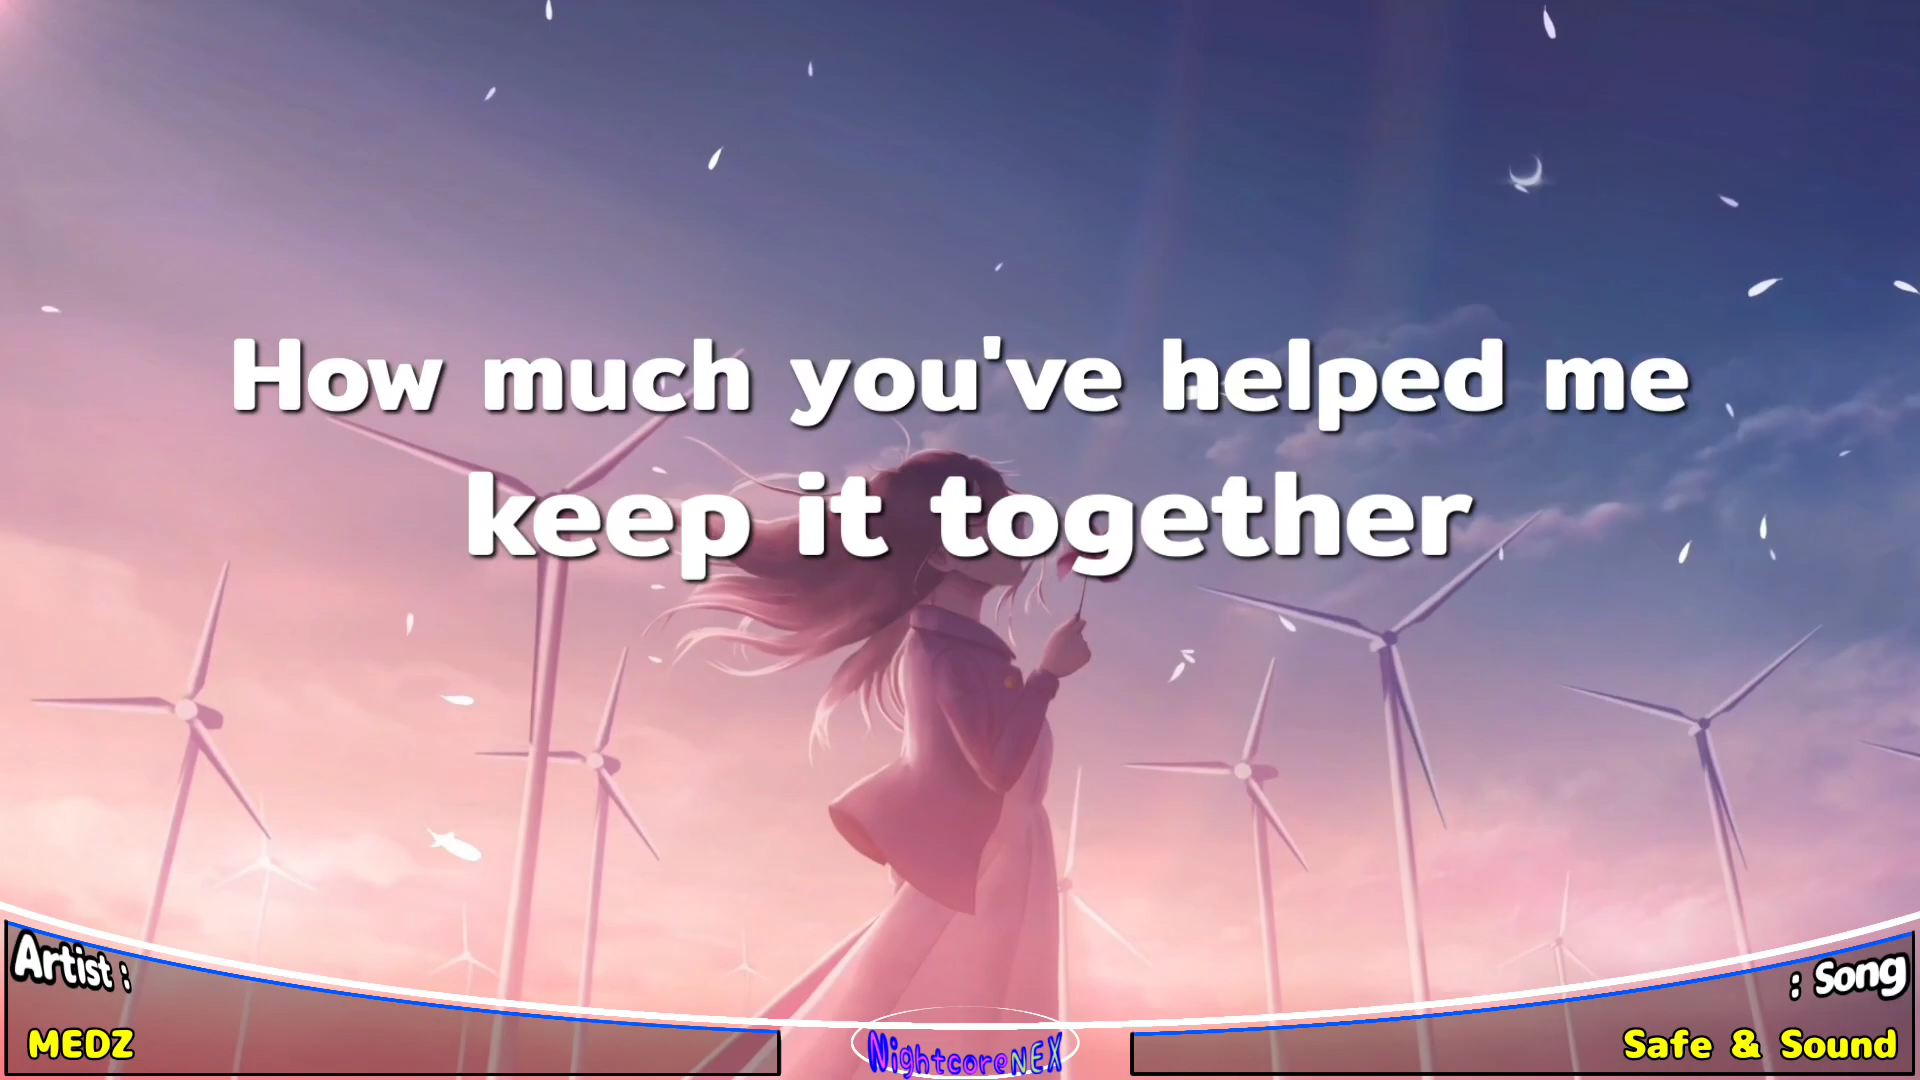 How much you've helped me
keep it together
Artist :
MEDZ
NightcoreNEX
: Song
Safe & Sound